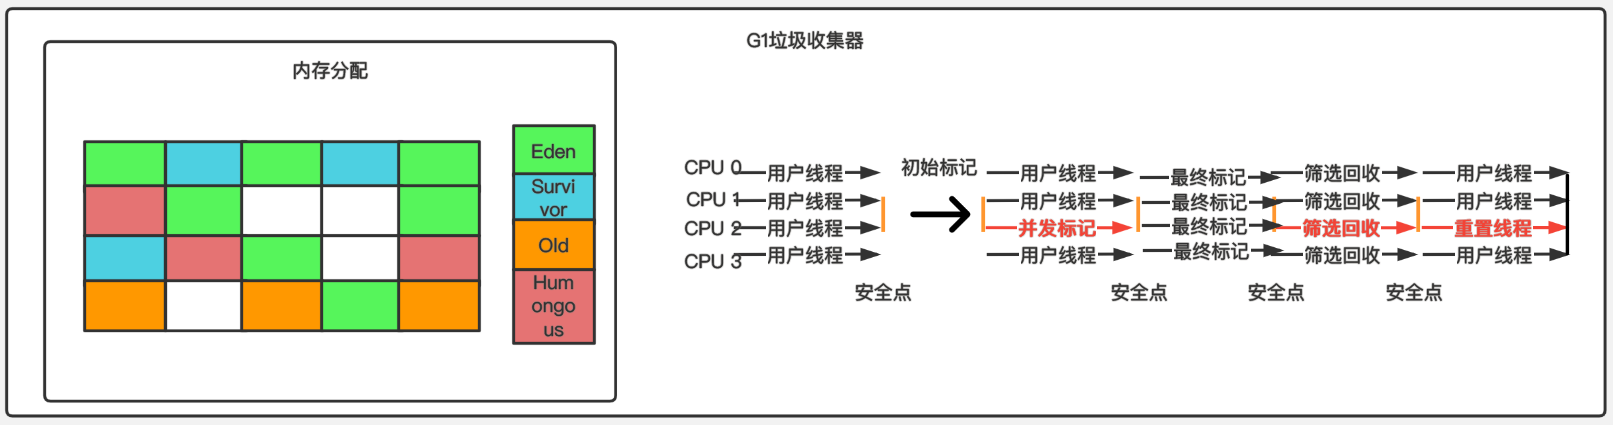 G1垃圾收集器
内存分配
Eden
Survi
vor
Old
Hum
ongo
us
CPU 0 用户线程 初始标记 用户线程 最终标记 筛选回收 用户线程
CPU 1 用户线程 用户线程 最终标记 筛选回收 用户线程
CPU 2 用户线程 并发标记 最终标记 筛选回收 重置线程
CPU 3 用户线程 用户线程 最终标记 筛选回收 用户线程
安全点 安全点 安全点 安全点